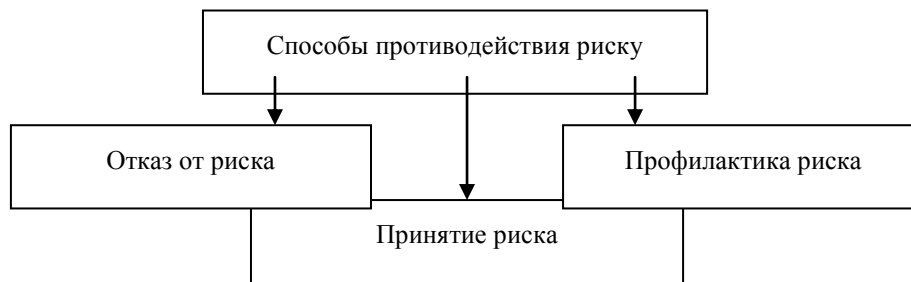 Способы противодействия риску
Отказ от риска
Профилактика риска
Принятие риска